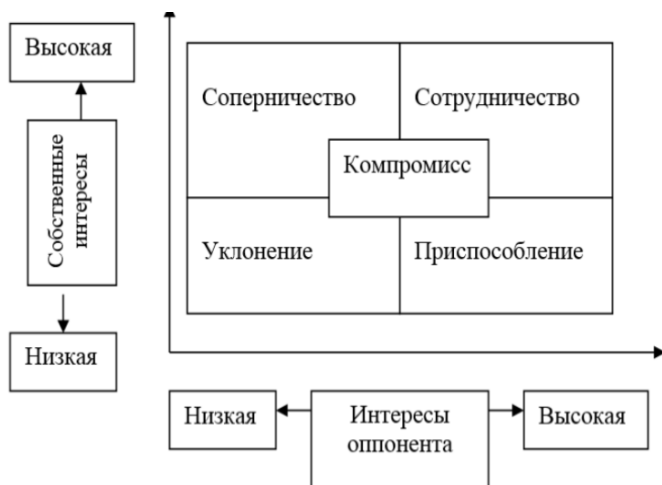 Высокая
Соперничество
Сотрудничество
Собственные
интересы
Компромисс
Уклонение
Приспособление
Низкая
Низкая
Интересы
оппонента
Высокая